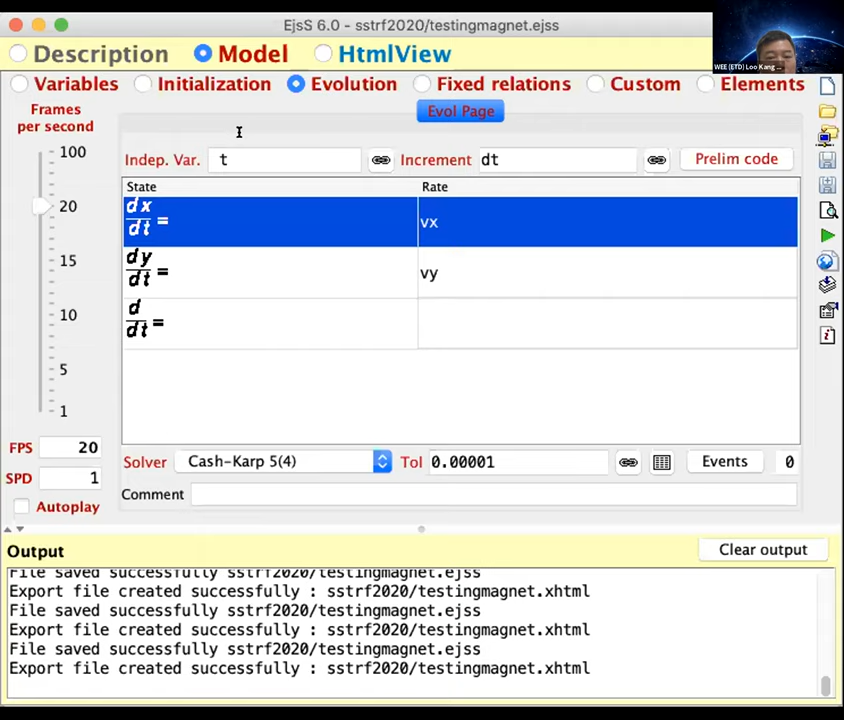 EjsS 6.0 - sstrf2020/testingmagnet.ejss
Description Model HtmlView
WEE (ETD) Loo Kang ...
Variables Initialization Evolution Fixed relations Custom Elements
Frames
per second
Evol Page
100
20
15
10
5
1
Indep. Var. t Increment dt Prelim code
State Rate
dx
dt = vx
dy
dt = vy
d
dt =
FPS 20
SPD 1
Autoplay
Solver Cash-Karp 5(4) Tol 0.00001 Events 0
Comment
Output Clear output
File saved successfully sstrf2020/testingmagnet.ejss
Export file created successfully : sstrf2020/testingmagnet.xhtml
File saved successfully sstrf2020/testingmagnet.ejss
Export file created successfully : sstrf2020/testingmagnet.xhtml
File saved successfully sstrf2020/testingmagnet.ejss
Export file created successfully : sstrf2020/testingmagnet.xhtml